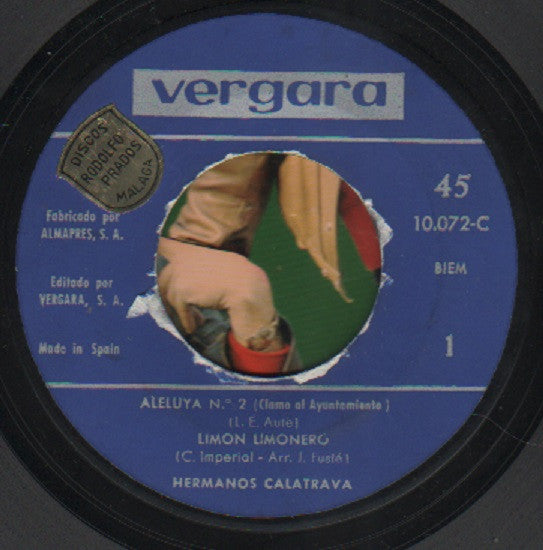 vergara
DISCOS
RODOLFO
PRADOS
MALAGA
45
10.072-C
Fabricado por
ALMAPRES, S. A.
BIEM
Editado por
VERGARA, S. A.
Made in Spain
1
ALELUYA N.° 2 (Clamo al Ayuntamiento)
(L. E. Aute)
LIMON LIMONERO
(C. Imperial - Arr. J. Fusté)
HERMANOS CALATRAVA